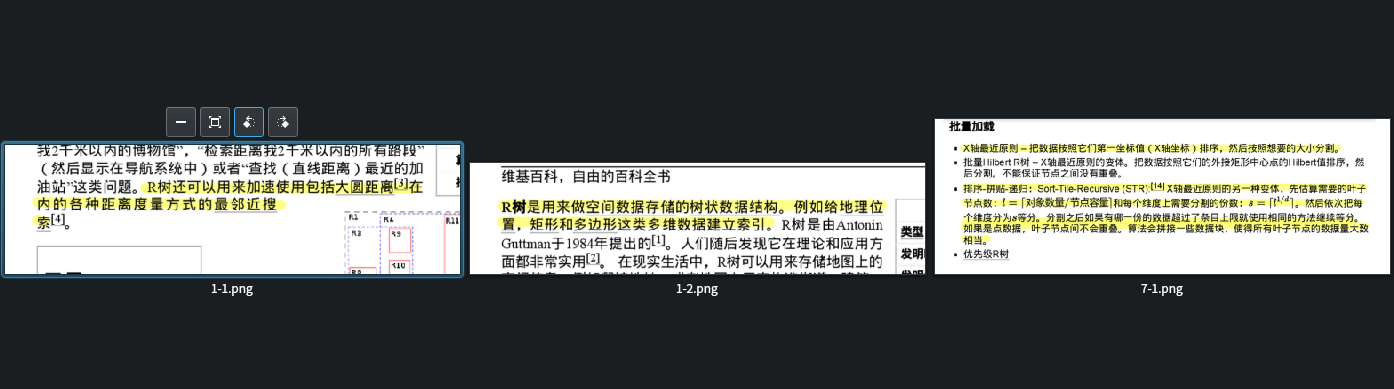 我2千米以内的博物馆”，“检索距离我2千米以内的所有路段”
（然后显示在导航系统中）或者“查找（直线距离）最近的加
油站”这类问题。R树还可以用来加速使用包括大圆距离[3]在
内的各种距离度量方式的最邻近搜
索[4]。
R1
R3
R4
R9
R10
R11
1-1.png
维基百科，自由的百科全书
R树是用来做空间数据存储的树状数据结构。例如给地理位
置，矩形和多边形这类多维数据建立索引。R树是由Antonin
Guttman于1984年提出的[1]。人们随后发现它在理论和应用方
面都非常实用[2]。 在现实生活中，R树可以用来存储地图上的
类型
发明
1-2.png
批量加载
X轴最近原则 – 把数据按照它们第一坐标值（X轴坐标）排序，然后按照想要的大小分割。
批量Hilbert R树 – X轴最近原则的变体。把数据按照它们的外接矩形中心点的Hilbert值排序，然
后分割。不能保证节点之间没有重叠。
排序-拼贴-递归：Sort-Tile-Recursive (STR):[14] X轴最近原则的另一种变体，先估算需要的叶子
节点数：l = ⌈对象数量/节点容量⌉和每个维度上需要分割的份数：s = ⌈l^{1/d}⌉。然后依次把每
个维度分为s等分。分割之后如果有哪一份的数据超过了条目上限就使用相同的方法继续等分。
如果是点数据，叶子节点间不会重叠。算法会拼接一些数据块，使得所有叶子节点的数据量大致
相当。
优先级R树
7-1.png